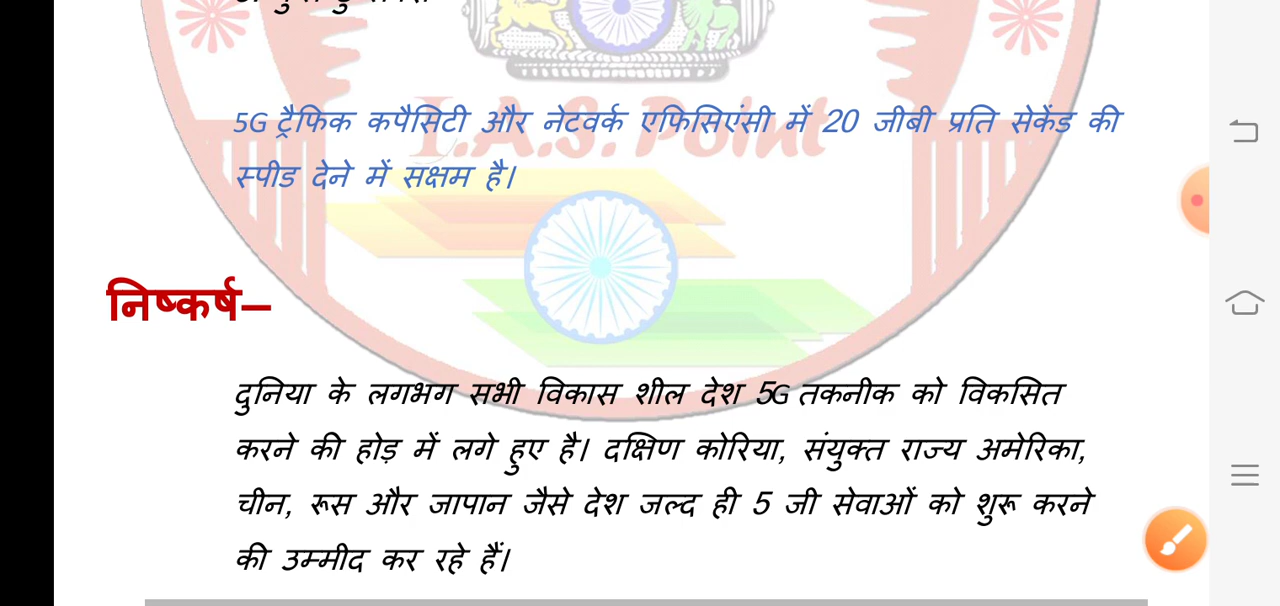 5G ट्रैफिक कपैसिटी और नेटवर्क एफिसिएंसी में 20 जीबी प्रति सेकेंड की
स्पीड देने में सक्षम है।
I.A.S. Point
निष्कर्ष–
दुनिया के लगभग सभी विकास शील देश 5G तकनीक को विकसित
करने की होड़ में लगे हुए है। दक्षिण कोरिया, संयुक्त राज्य अमेरिका,
चीन, रूस और जापान जैसे देश जल्द ही 5 जी सेवाओं को शुरू करने
की उम्मीद कर रहे हैं।